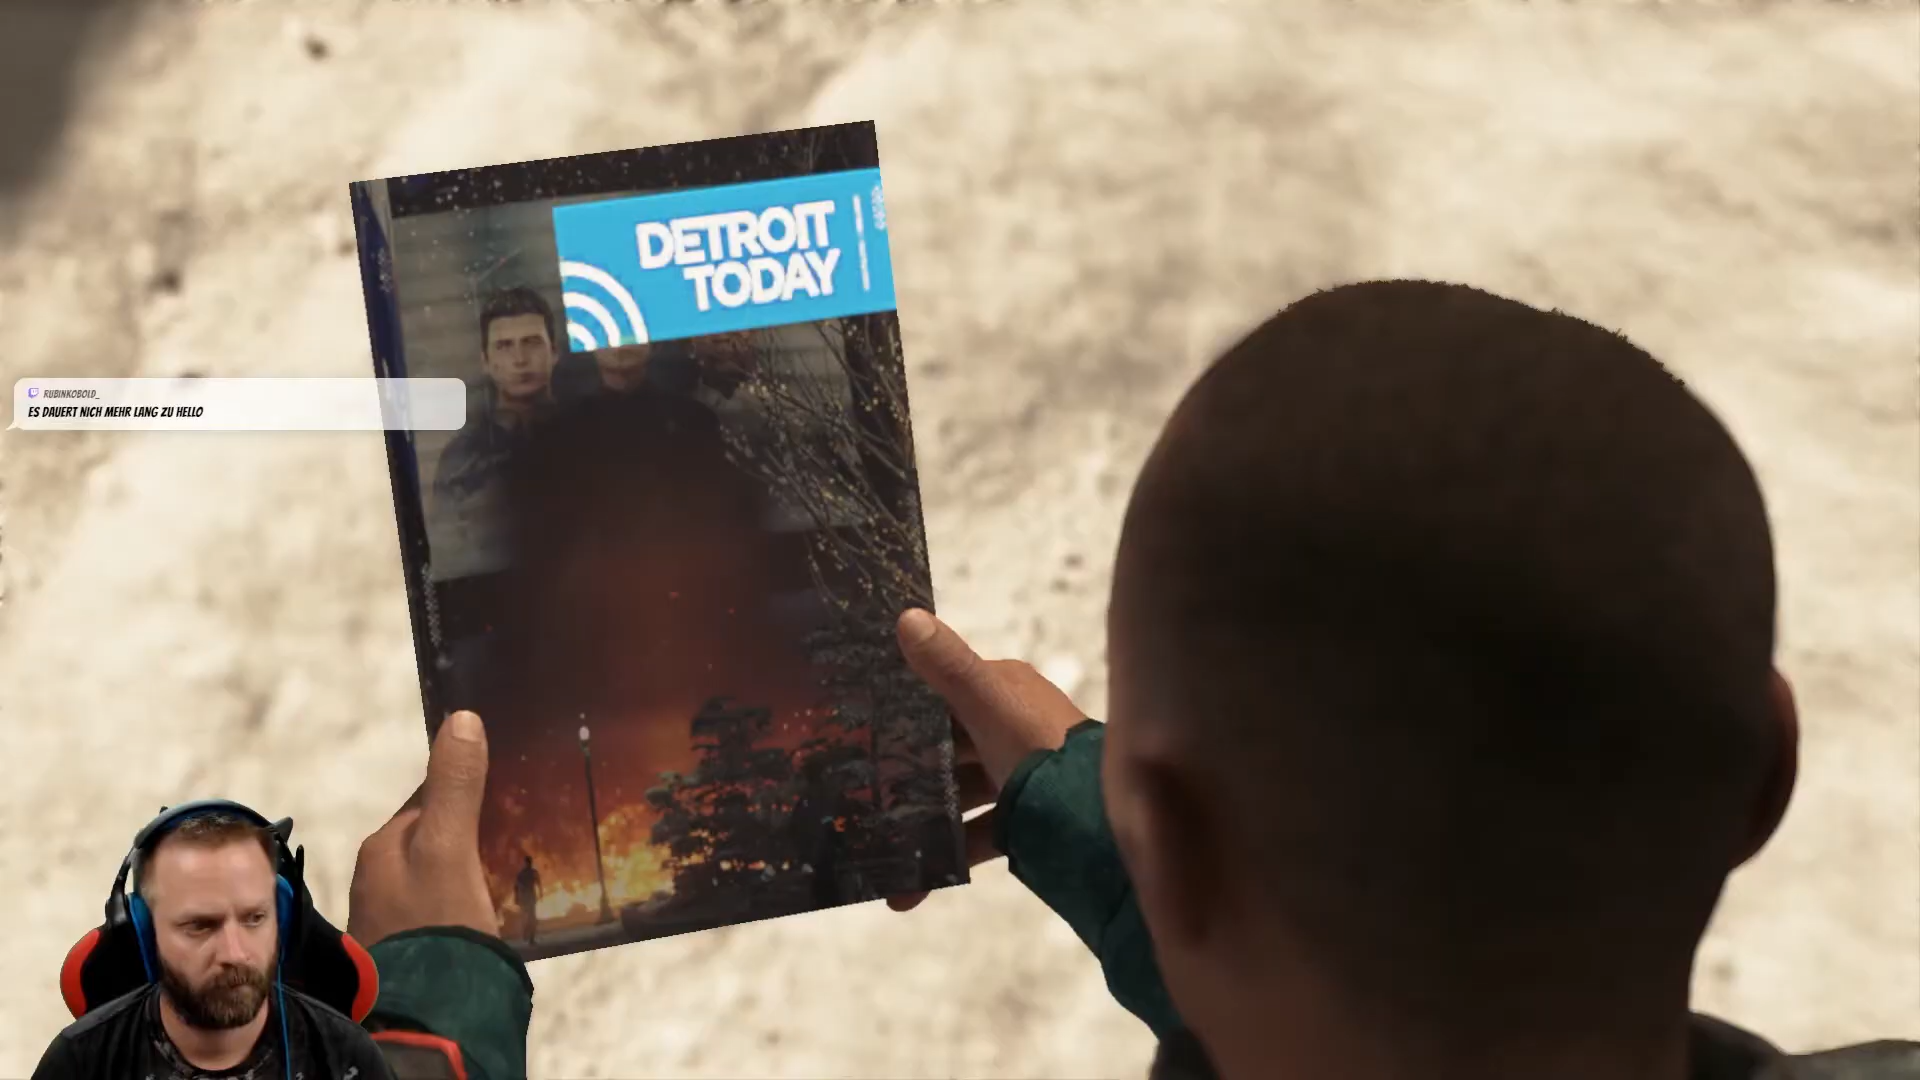 DETROIT
TODAY
RUBINKOBOLD_
ES DAUERT NICH MEHR LANG ZU HELLO